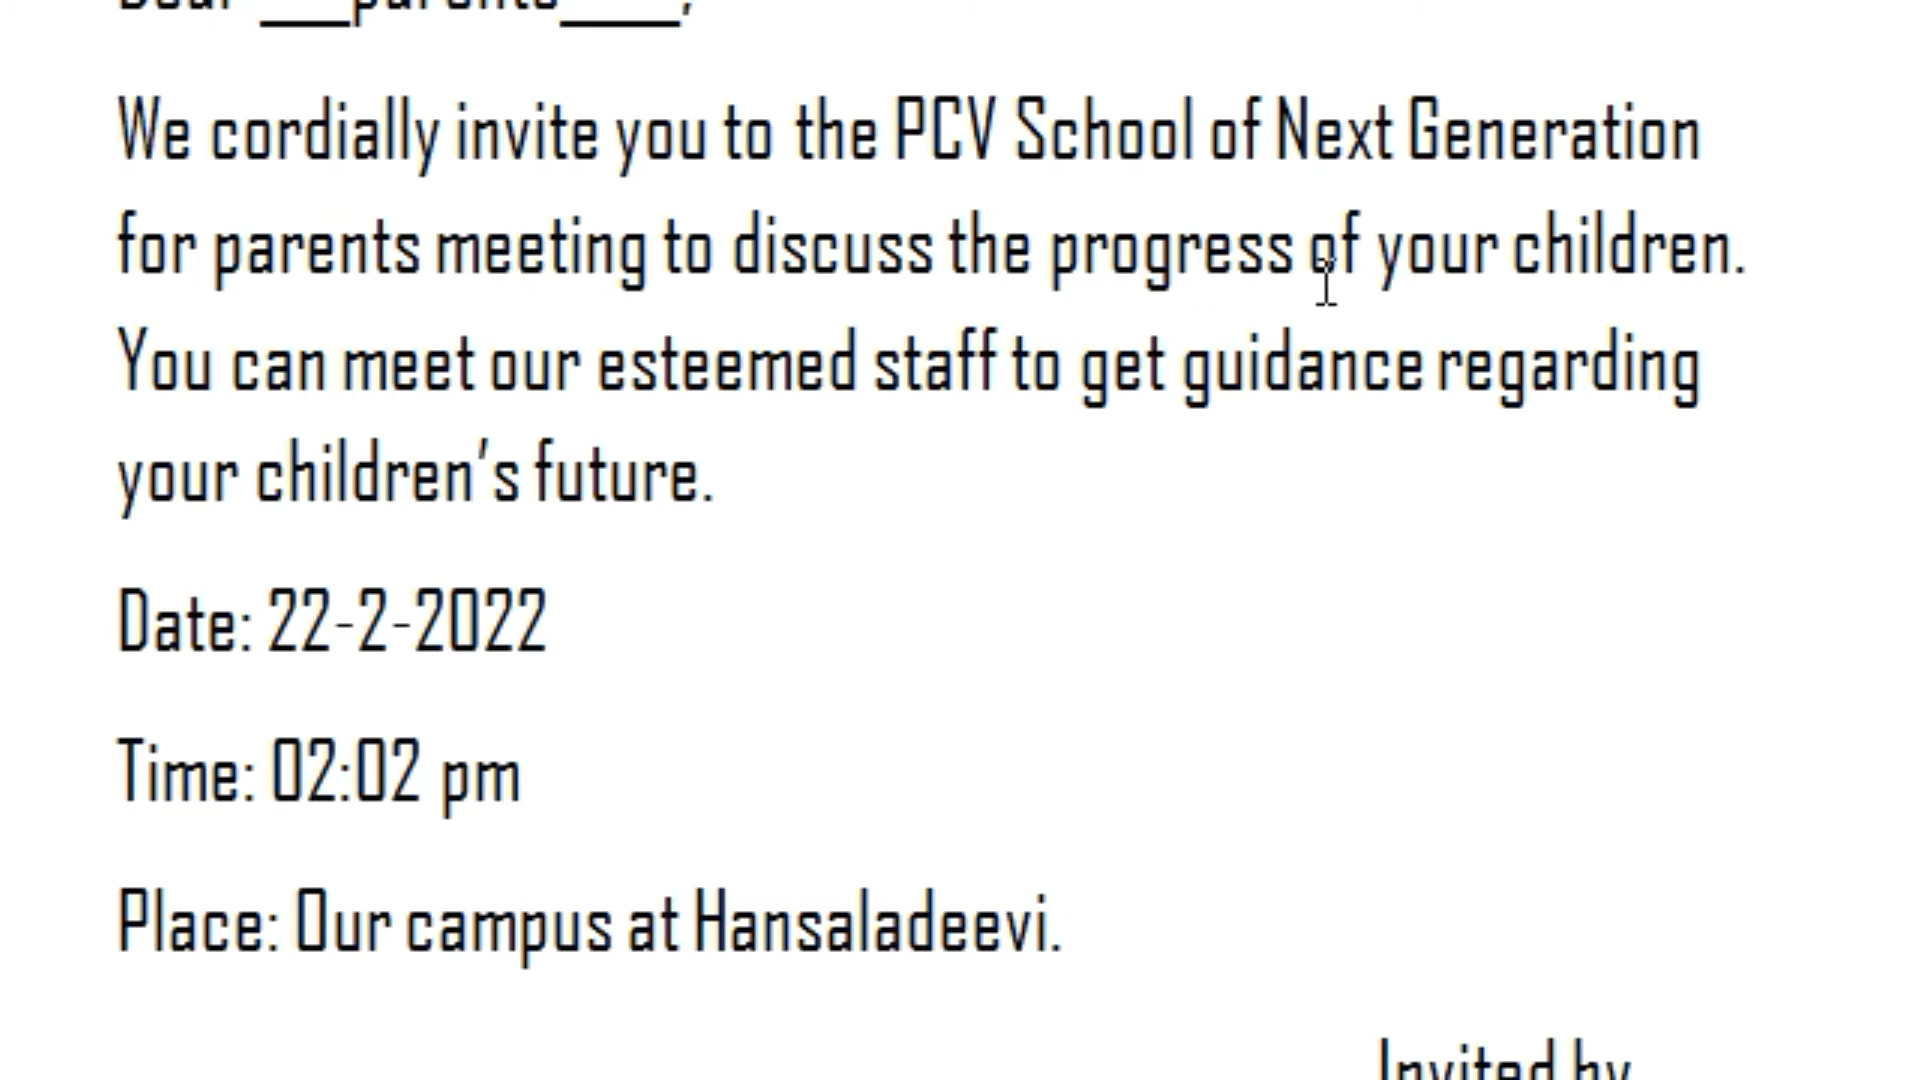 Dear ___parents____,
We cordially invite you to the PCV School of Next Generation
for parents meeting to discuss the progress of your children.
You can meet our esteemed staff to get guidance regarding
your children’s future.
Date: 22-2-2022
Time: 02:02 pm
Place: Our campus at Hansaladeevi.
Invited by